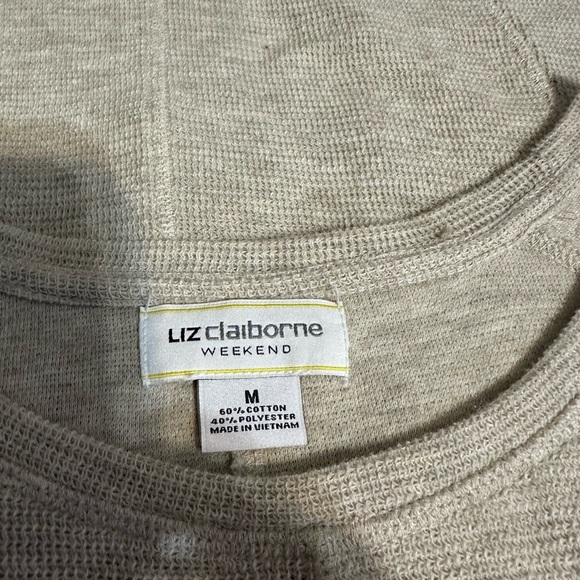 LIZ claiborne
WEEKEND
M
60% COTTON
40% POLYESTER
MADE IN VIETNAM